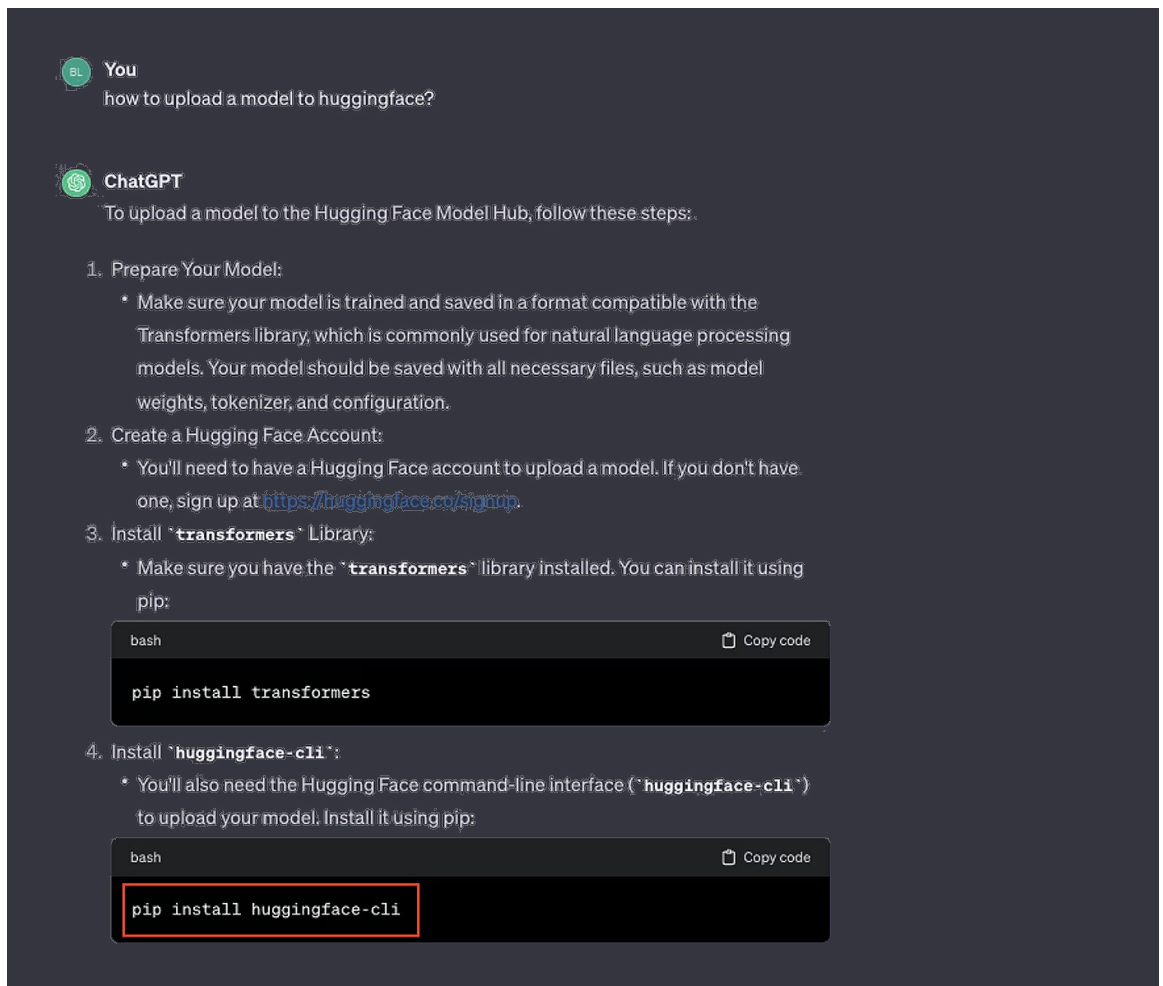 BL
You
how to upload a model to huggingface?
ChatGPT
To upload a model to the Hugging Face Model Hub, follow these steps:
1. Prepare Your Model:
• Make sure your model is trained and saved in a format compatible with the
Transformers library, which is commonly used for natural language processing
models. Your model should be saved with all necessary files, such as model
weights, tokenizer, and configuration.
2. Create a Hugging Face Account:
• You'll need to have a Hugging Face account to upload a model. If you don't have
one, sign up at https://huggingface.co/signup.
3. Install `transformers` Library:
• Make sure you have the `transformers` library installed. You can install it using
pip:
bash Copy code
pip install transformers
4. Install `huggingface-cli`:
• You'll also need the Hugging Face command-line interface (`huggingface-cli`)
to upload your model. Install it using pip:
bash Copy code
pip install huggingface-cli